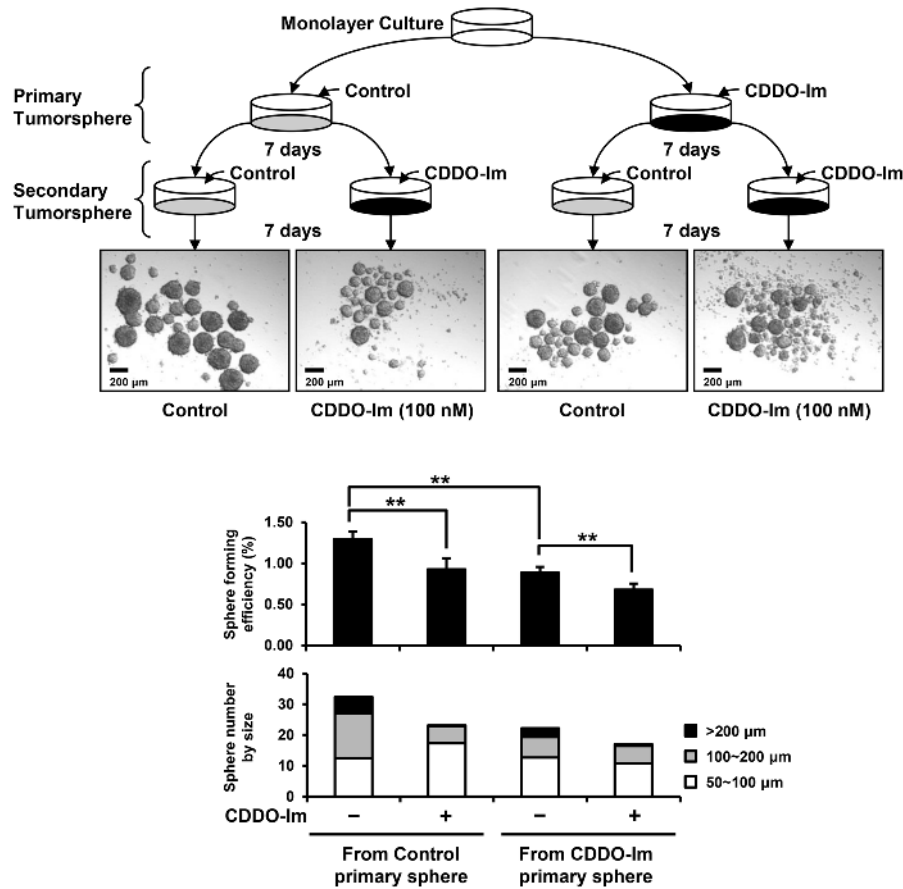 Monolayer Culture
Primary
Tumorsphere
Control
CDDO-Im
7 days
7 days
Secondary
Tumorsphere
Control
CDDO-Im
Control
CDDO-Im
7 days
7 days
200 µm
200 µm
200 µm
200 µm
Control
CDDO-Im (100 nM)
Control
CDDO-Im (100 nM)
Sphere forming
efficiency (%)
1.50
1.00
0.50
0.00
**
**
**
Sphere number
by size
40
30
20
10
0
>200 µm
100~200 µm
50~100 µm
CDDO-Im − + − +
From Control
primary sphere
From CDDO-Im
primary sphere